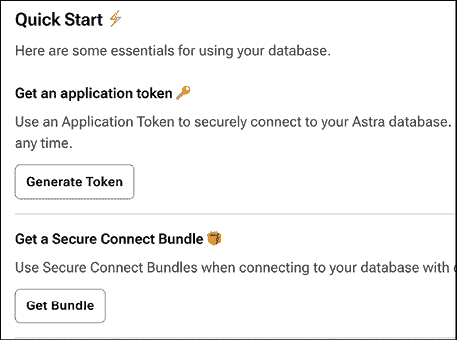 Quick Start ⚡
Here are some essentials for using your database.
Get an application token 🔑
Use an Application Token to securely connect to your Astra database.
any time.
Generate Token
Get a Secure Connect Bundle 📦
Use Secure Connect Bundles when connecting to your database with
Get Bundle